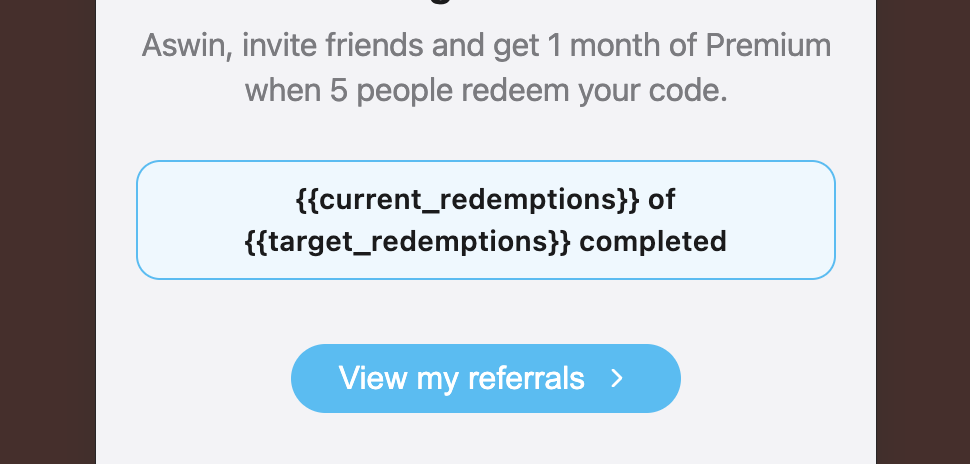 Aswin, invite friends and get 1 month of Premium
when 5 people redeem your code.
{{current_redemptions}} of
{{target_redemptions}} completed
View my referrals